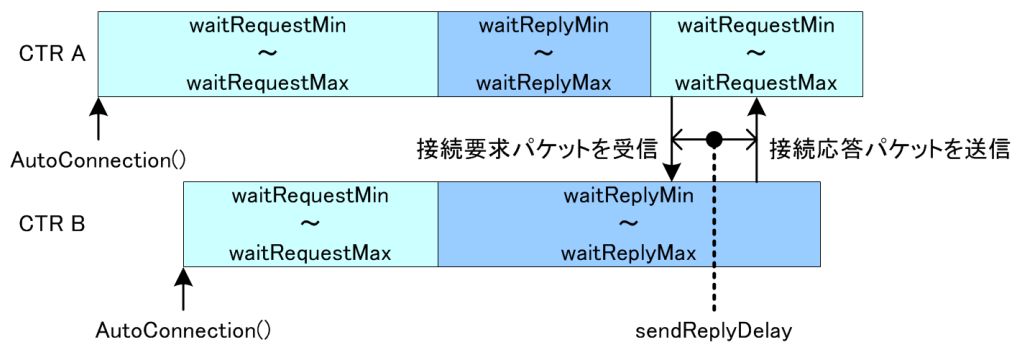 CTR A
waitRequestMin
～
waitRequestMax
waitReplyMin
～
waitReplyMax
waitRequestMin
～
waitRequestMax
AutoConnection()
接続要求パケットを受信
接続応答パケットを送信
CTR B
waitRequestMin
～
waitRequestMax
waitReplyMin
～
waitReplyMax
AutoConnection()
sendReplyDelay